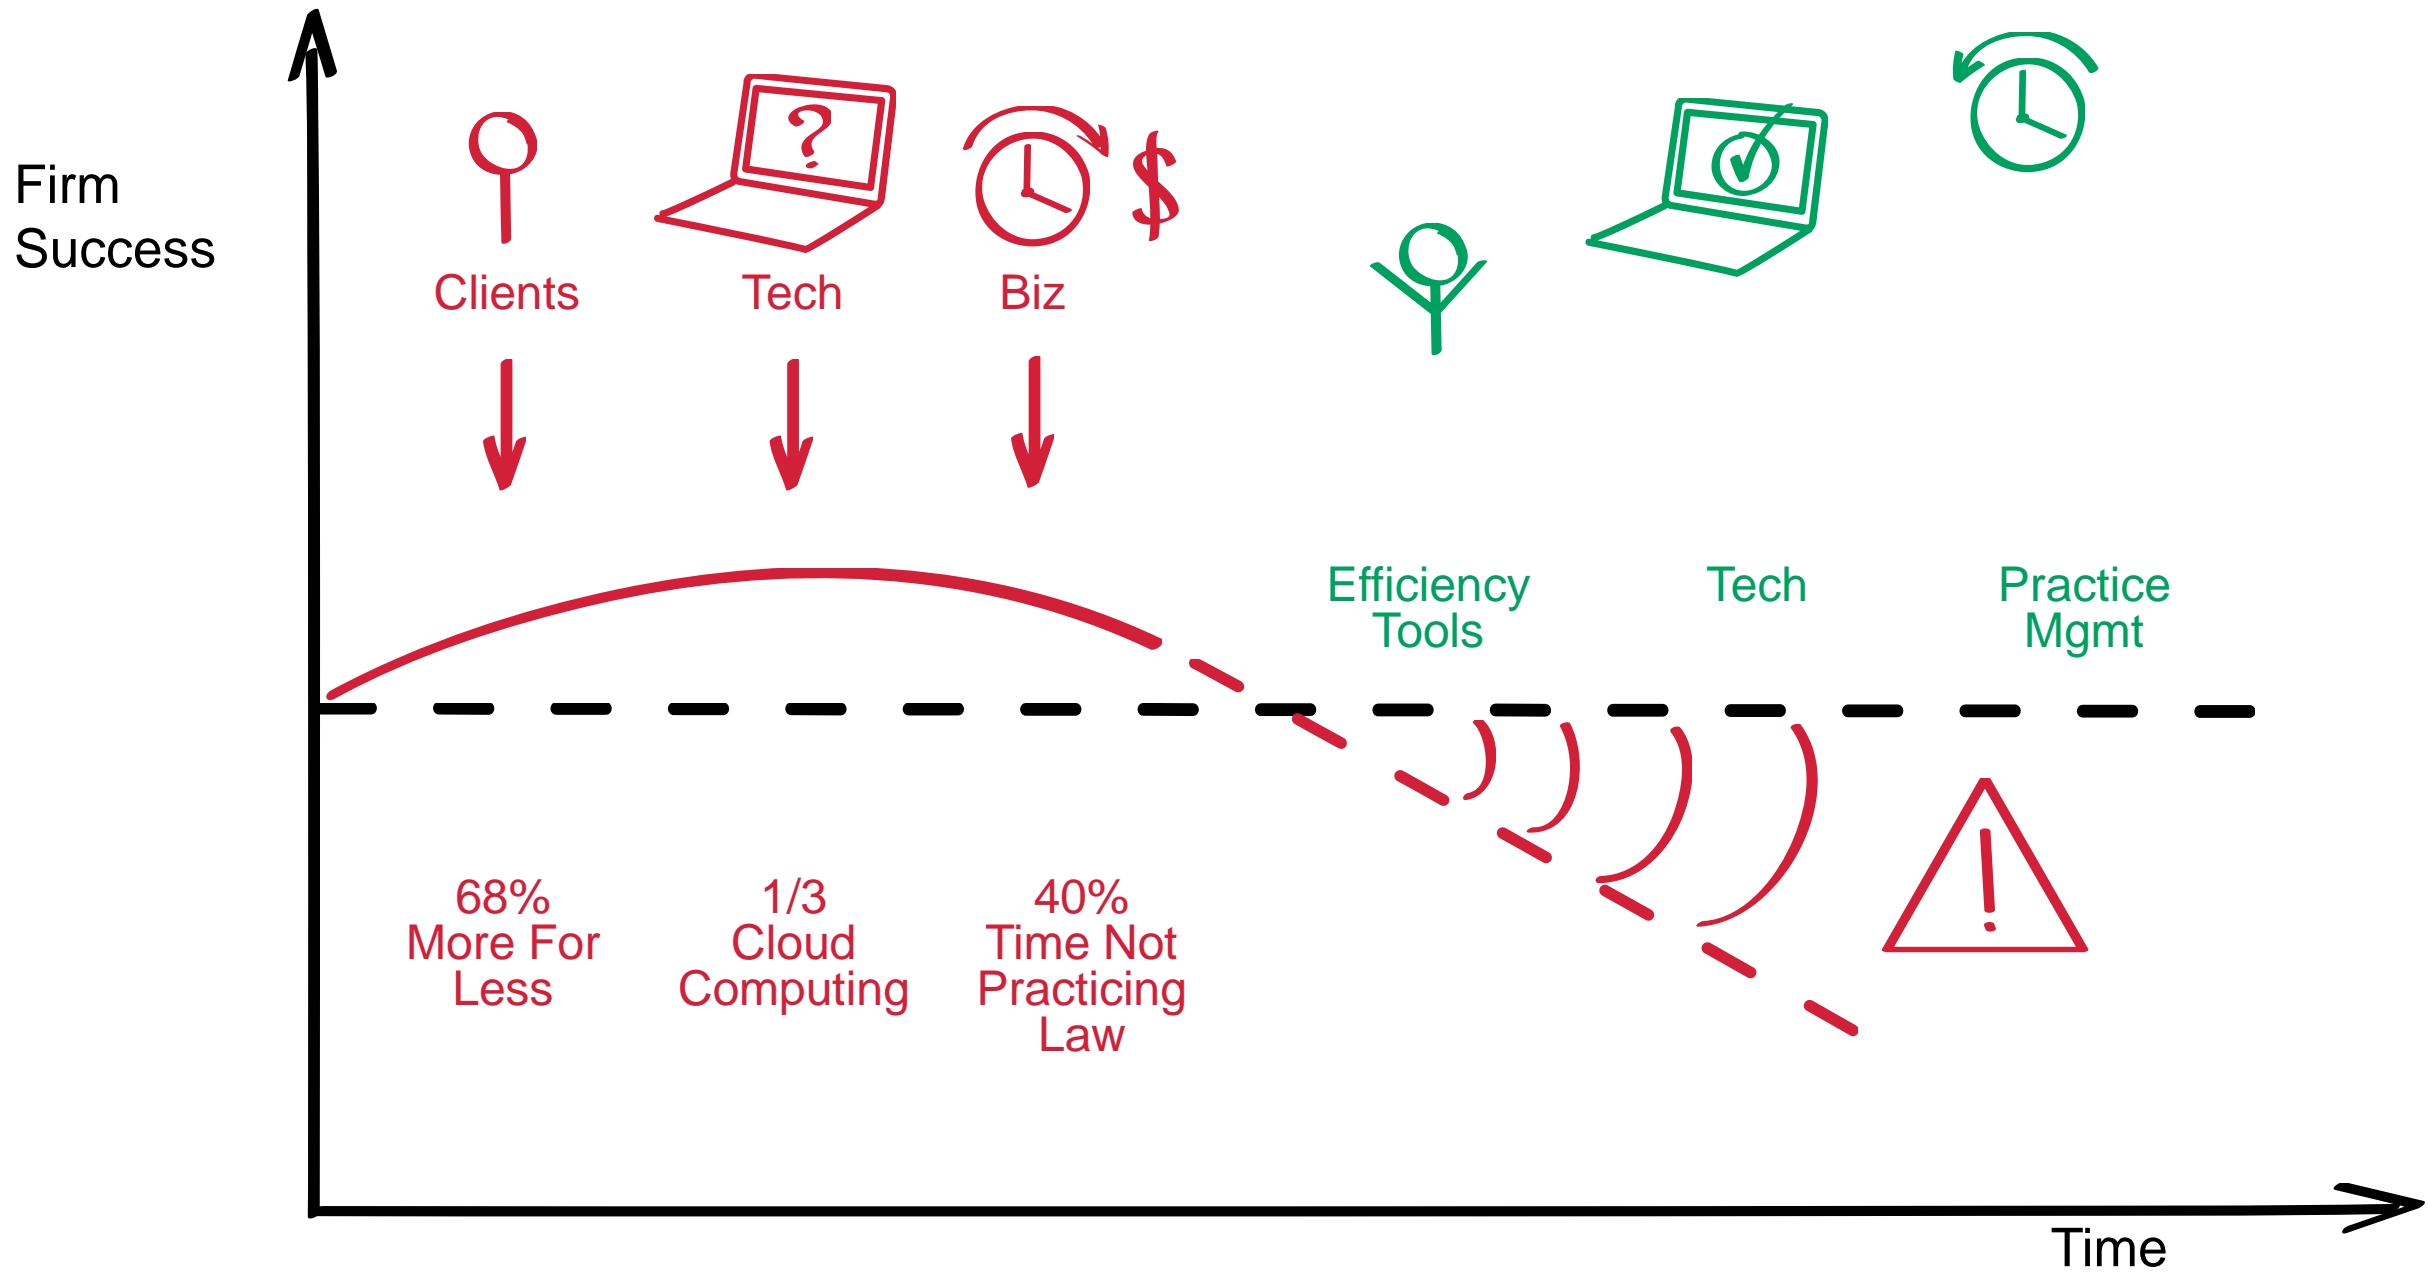 Firm
Success
Clients
Tech
Biz
?
$
Efficiency
Tools
Tech
Practice
Mgmt
68%
More For
Less
1/3
Cloud
Computing
40%
Time Not
Practicing
Law
!
Time